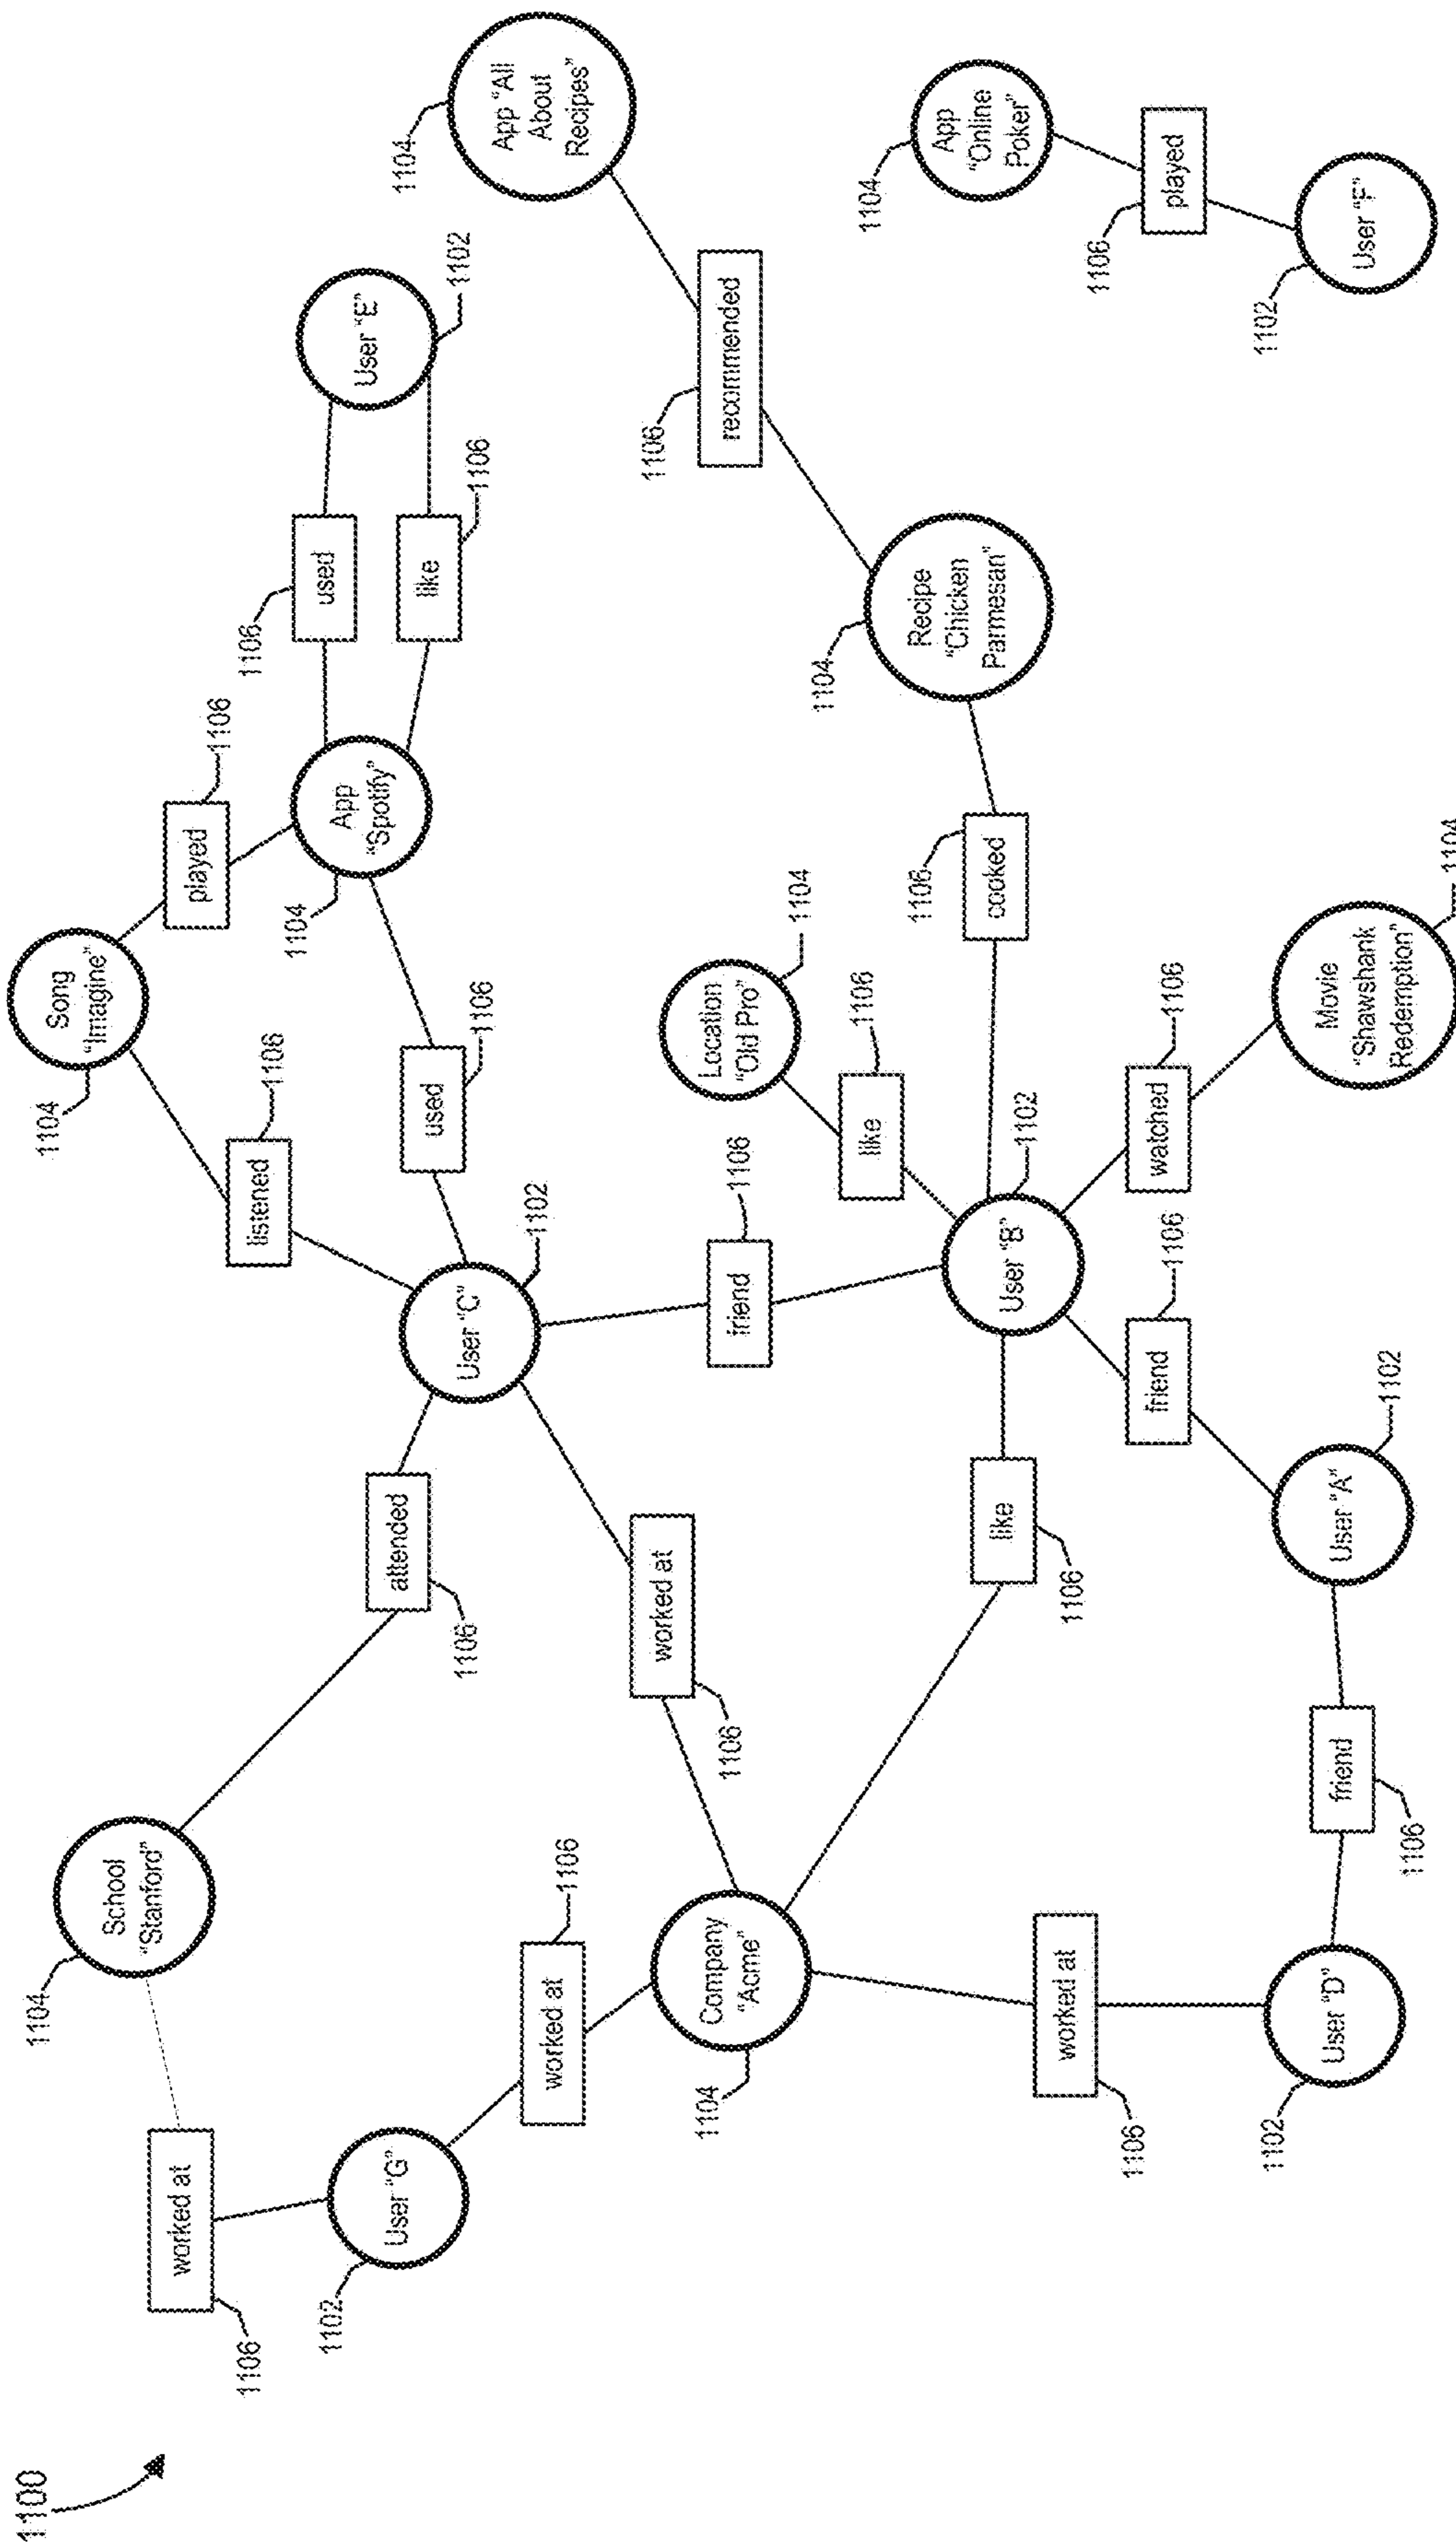 1100
1104
School
"Stanford"
1104
Song
"Imagine"
worked at
1106
played
1106
listened
1106
1106
used
1102
User "G"
attended
1106
1104
App
"Spotify"
User "E"
1102
like
1106
used
1106
User "C"
1102
1104
App "All
About
Recipes"
worked at
1106
worked at
1106
1106
recommended
1104
Company
"Acme"
friend
1106
Location
"Old Pro"
1104
like
1106
1104
Recipe
"Chicken
Parmesan"
1106
cooked
1104
App
"Online
Poker"
like
1106
User "B"
1102
worked at
1106
friend
1106
watched
1106
1106
played
1102
User "D"
friend
1106
User "A"
1102
Movie
"Shawshank
Redemption"
1104
1102
User "F"